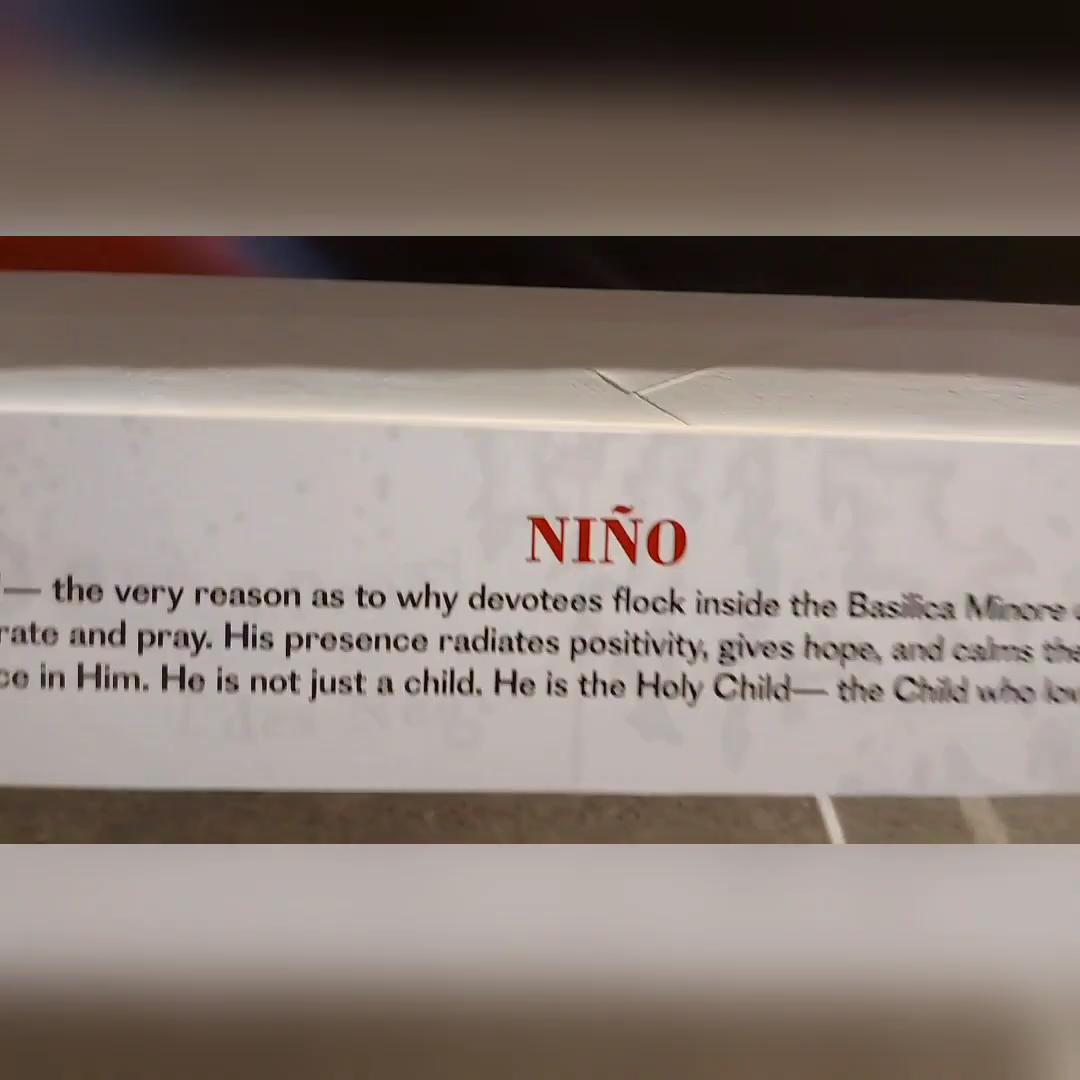 NIÑO
— the very reason as to why devotees flock inside the Basilica Minore
and pray. His presence radiates positivity, gives hope, and calms the
in Him. He is not just a child. He is the Holy Child— the Child who